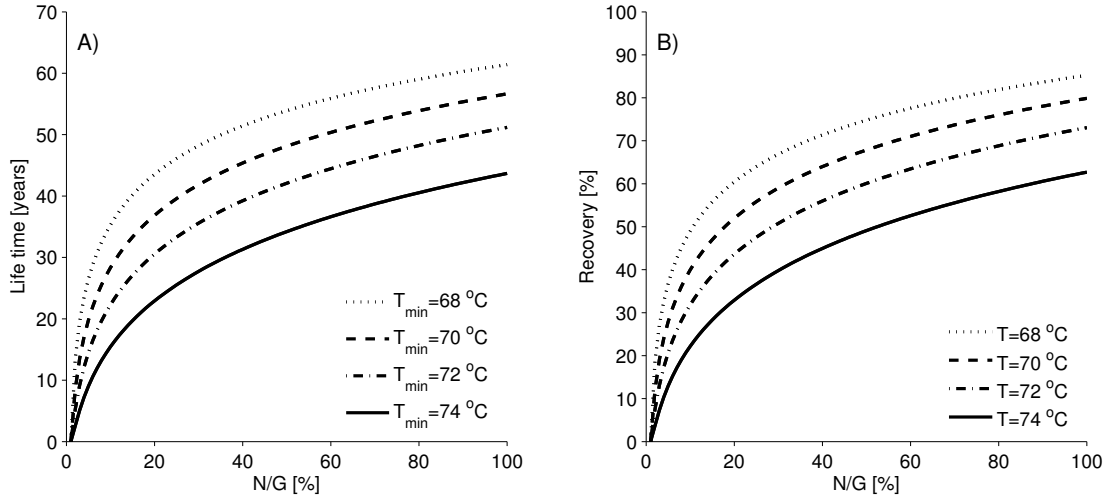 A)
70
60
50
40
30
20
10
0
Life time [years]
T_min=68 °C
T_min=70 °C
T_min=72 °C
T_min=74 °C
0 20 40 60 80 100
N/G [%]
B)
100
90
80
70
60
50
40
30
20
10
0
Recovery [%]
T=68 °C
T=70 °C
T=72 °C
T=74 °C
0 20 40 60 80 100
N/G [%]